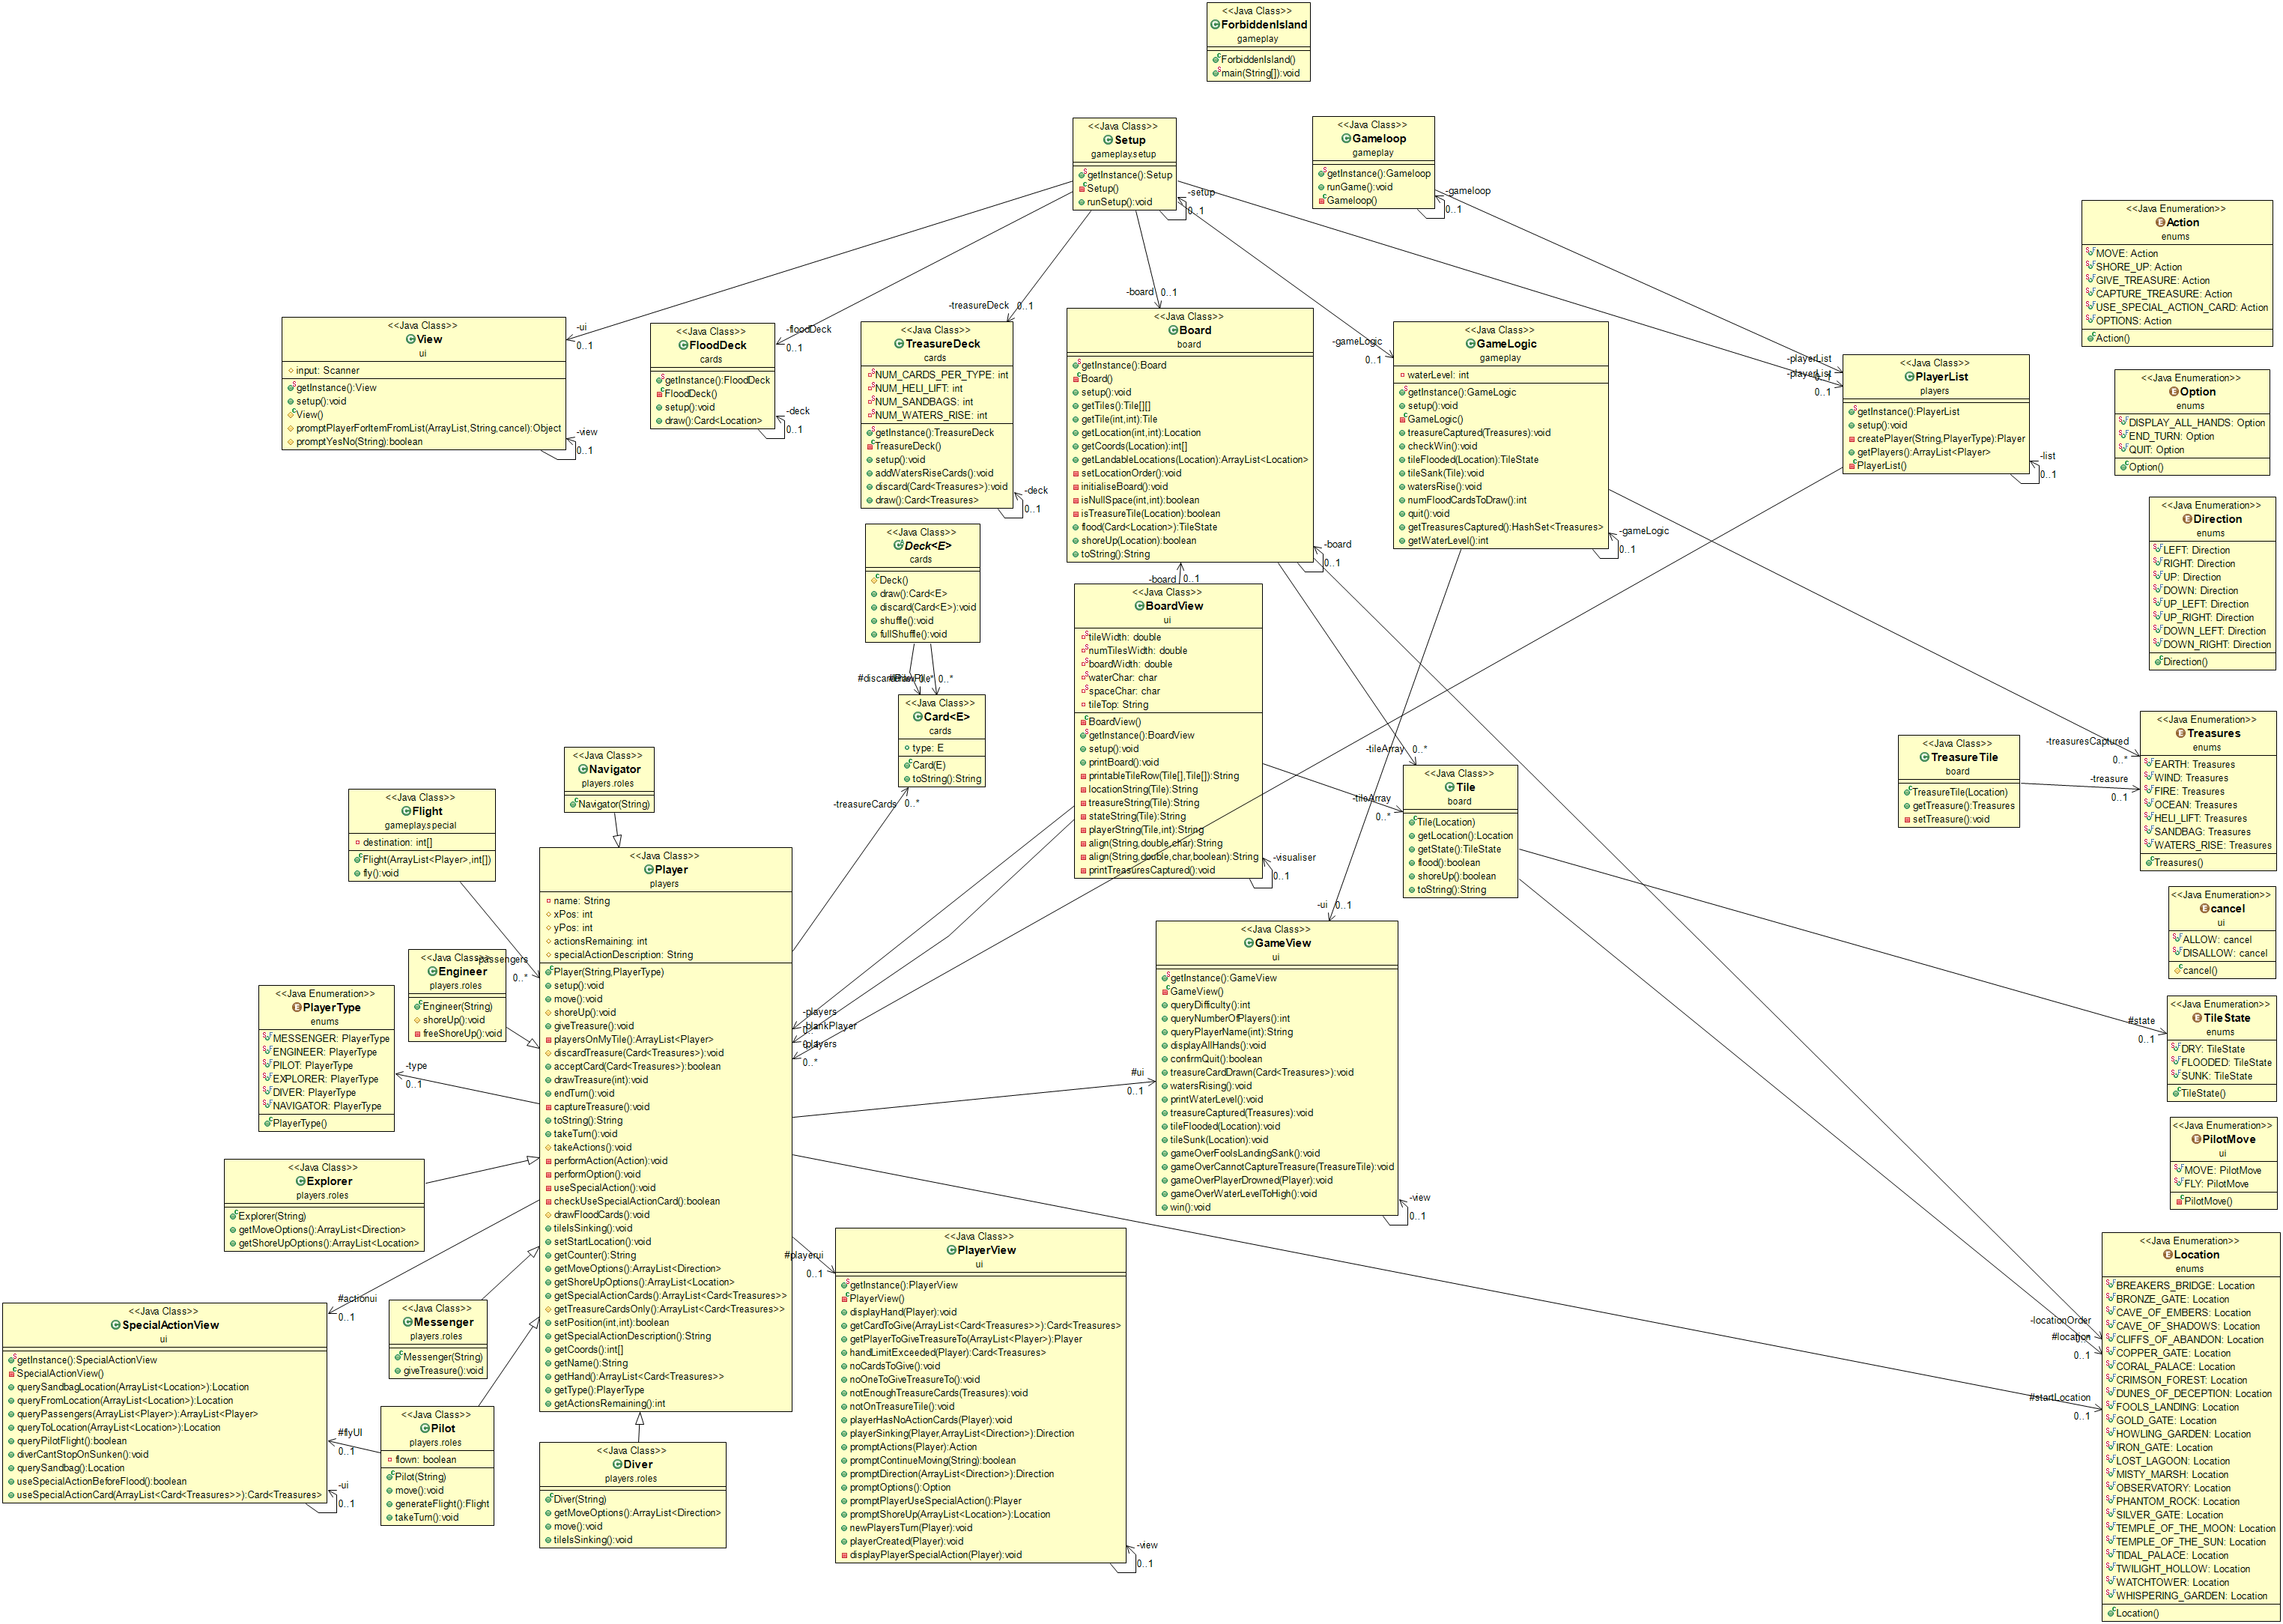 <<Java Class>>
ForbiddenIsland
gameplay
ForbiddenIsland()
main(String[]):void
<<Java Class>>
Setup
gameplay.setup
getInstance():Setup
Setup()
runSetup():void
-setup
0..1
<<Java Class>>
Gameloop
gameplay
getInstance():Gameloop
runGame():void
Gameloop()
-gameloop
0..1
<<Java Enumeration>>
Action
enums
MOVE: Action
SHORE_UP: Action
GIVE_TREASURE: Action
CAPTURE_TREASURE: Action
USE_SPECIAL_ACTION_CARD: Action
OPTIONS: Action
Action()
-ui
0..1
<<Java Class>>
View
ui
input: Scanner
getInstance():View
setup():void
View()
promptPlayerForItemFromList(ArrayList,String,cancel):Object
promptYesNo(String):boolean
-view
0..1
-floodDeck
0..1
<<Java Class>>
FloodDeck
cards
getInstance():FloodDeck
FloodDeck()
setup():void
draw():Card<Location>
-deck
0..1
-treasureDeck 0..1
<<Java Class>>
TreasureDeck
cards
NUM_CARDS_PER_TYPE: int
NUM_HELI_LIFT: int
NUM_SANDBAGS: int
NUM_WATERS_RISE: int
getInstance():TreasureDeck
TreasureDeck()
setup():void
addWatersRiseCards():void
discard(Card<Treasures>):void
draw():Card<Treasures>
-deck
0..1
-board 0..1
<<Java Class>>
Board
board
getInstance():Board
Board()
setup():void
getTiles():Tile[][]
getTile(int,int):Tile
getLocation(int,int):Location
getCoords(Location):int[]
getLandableLocations(Location):ArrayList<Location>
setLocationOrder():void
initialiseBoard():void
isNullSpace(int,int):boolean
isTreasureTile(Location):boolean
flood(Card<Location>):TileState
shoreUp(Location):boolean
toString():String
-board
0..1
-gameLogic
0..1
<<Java Class>>
GameLogic
gameplay
waterLevel: int
getInstance():GameLogic
setup():void
GameLogic()
treasureCaptured(Treasures):void
checkWin():void
tileFlooded(Location):TileState
tileSank(Tile):void
watersRise():void
numFloodCardsToDraw():int
quit():void
getTreasuresCaptured():HashSet<Treasures>
getWaterLevel():int
-gameLogic
0..1
-playerList
-playerList
0..1
<<Java Class>>
PlayerList
players
getInstance():PlayerList
setup():void
createPlayer(String,PlayerType):Player
getPlayers():ArrayList<Player>
PlayerList()
-list
0..1
<<Java Enumeration>>
Option
enums
DISPLAY_ALL_HANDS: Option
END_TURN: Option
QUIT: Option
Option()
<<Java Enumeration>>
Direction
enums
LEFT: Direction
RIGHT: Direction
UP: Direction
DOWN: Direction
UP_LEFT: Direction
UP_RIGHT: Direction
DOWN_LEFT: Direction
DOWN_RIGHT: Direction
Direction()
<<Java Class>>
Deck<E>
cards
Deck()
draw():Card<E>
discard(Card<E>):void
shuffle():void
fullShuffle():void
0..*
<<Java Class>>
Card<E>
cards
type: E
Card(E)
toString():String
-treasureCards 0..*
-board 0..1
<<Java Class>>
BoardView
ui
tileWidth: double
numTilesWidth: double
boardWidth: double
waterChar: char
spaceChar: char
tileTop: String
BoardView()
getInstance():BoardView
setup():void
printBoard():void
printableTileRow(Tile[],Tile[]):String
locationString(Tile):String
treasureString(Tile):String
stateString(Tile):String
playerString(Tile,int):String
align(String,double,char):String
align(String,double,char,boolean):String
printTreasuresCaptured():void
-visualiser
0..1
-tileArray 0..*
-tileArray
0..*
<<Java Class>>
Tile
board
Tile(Location)
getLocation():Location
getState():TileState
flood():boolean
shoreUp():boolean
toString():String
<<Java Class>>
TreasureTile
board
TreasureTile(Location)
getTreasure():Treasures
setTreasure():void
-treasuresCaptured
0..*
-treasure
0..1
<<Java Enumeration>>
Treasures
enums
EARTH: Treasures
WIND: Treasures
FIRE: Treasures
OCEAN: Treasures
HELI_LIFT: Treasures
SANDBAG: Treasures
WATERS_RISE: Treasures
Treasures()
<<Java Enumeration>>
cancel
ui
ALLOW: cancel
DISALLOW: cancel
cancel()
#state
0..1
<<Java Enumeration>>
TileState
enums
DRY: TileState
FLOODED: TileState
SUNK: TileState
TileState()
<<Java Enumeration>>
PilotMove
ui
MOVE: PilotMove
FLY: PilotMove
PilotMove()
<<Java Class>>
Navigator
players.roles
Navigator(String)
<<Java Class>>
Flight
gameplay.special
destination: int[]
Flight(ArrayList<Player>,int[])
fly():void
-passengers
0..*
<<Java Class>>
Engineer
players.roles
Engineer(String)
shoreUp():void
freeShoreUp():void
<<Java Enumeration>>
PlayerType
enums
MESSENGER: PlayerType
ENGINEER: PlayerType
PILOT: PlayerType
EXPLORER: PlayerType
DIVER: PlayerType
NAVIGATOR: PlayerType
PlayerType()
-type
0..1
<<Java Class>>
Player
players
name: String
xPos: int
yPos: int
actionsRemaining: int
specialActionDescription: String
Player(String,PlayerType)
setup():void
move():void
shoreUp():void
giveTreasure():void
playersOnMyTile():ArrayList<Player>
discardTreasure(Card<Treasures>):void
acceptCard(Card<Treasures>):boolean
drawTreasure(int):void
endTurn():void
captureTreasure():void
toString():String
takeTurn():void
takeActions():void
performAction(Action):void
performOption():void
useSpecialAction():void
checkUseSpecialActionCard():boolean
drawFloodCards():void
tileIsSinking():void
setStartLocation():void
getCounter():String
getMoveOptions():ArrayList<Direction>
getShoreUpOptions():ArrayList<Location>
getSpecialActionCards():ArrayList<Card<Treasures>>
getTreasureCardsOnly():ArrayList<Card<Treasures>>
setPosition(int,int):boolean
getSpecialActionDescription():String
getCoords():int[]
getName():String
getHand():ArrayList<Card<Treasures>>
getType():PlayerType
getActionsRemaining():int
-players
-blankPlayer
-players
0..*
#ui
0..1
-ui 0..1
<<Java Class>>
GameView
ui
getInstance():GameView
GameView()
queryDifficulty():int
queryNumberOfPlayers():int
queryPlayerName(int):String
displayAllHands():void
confirmQuit():boolean
treasureCardDrawn(Card<Treasures>):void
watersRising():void
printWaterLevel():void
treasureCaptured(Treasures):void
tileFlooded(Location):void
tileSunk(Location):void
gameOverFoolsLandingSank():void
gameOverCannotCaptureTreasure(TreasureTile):void
gameOverPlayerDrowned(Player):void
gameOverWaterLevelToHigh():void
win():void
-view
0..1
<<Java Class>>
Explorer
players.roles
Explorer(String)
getMoveOptions():ArrayList<Direction>
getShoreUpOptions():ArrayList<Location>
#actionui
0..1
<<Java Class>>
SpecialActionView
ui
getInstance():SpecialActionView
SpecialActionView()
querySandbagLocation(ArrayList<Location>):Location
queryFromLocation(ArrayList<Location>):Location
queryPassengers(ArrayList<Player>):ArrayList<Player>
queryToLocation(ArrayList<Location>):Location
queryPilotFlight():boolean
diverCantStopOnSunken():void
querySandbag():Location
useSpecialActionBeforeFlood():boolean
useSpecialActionCard(ArrayList<Card<Treasures>>):Card<Treasures>
-ui
0..1
#flyUI
0..1
<<Java Class>>
Messenger
players.roles
Messenger(String)
giveTreasure():void
<<Java Class>>
Pilot
players.roles
flown: boolean
Pilot(String)
move():void
generateFlight():Flight
takeTurn():void
<<Java Class>>
Diver
players.roles
Diver(String)
getMoveOptions():ArrayList<Direction>
move():void
tileIsSinking():void
#playerui
0..1
<<Java Class>>
PlayerView
ui
getInstance():PlayerView
PlayerView()
displayHand(Player):void
getCardToGive(ArrayList<Card<Treasures>>):Card<Treasures>
getPlayerToGiveTreasureTo(ArrayList<Player>):Player
handLimitExceeded(Player):Card<Treasures>
noCardsToGive():void
noOneToGiveTreasureTo():void
notEnoughTreasureCards(Treasures):void
notOnTreasureTile():void
playerHasNoActionCards(Player):void
playerSinking(Player,ArrayList<Direction>):Direction
promptActions(Player):Action
promptContinueMoving(String):boolean
promptDirection(ArrayList<Direction>):Direction
promptOptions():Option
promptPlayerUseSpecialAction():Player
promptShoreUp(ArrayList<Location>):Location
newPlayersTurn(Player):void
playerCreated(Player):void
displayPlayerSpecialAction(Player):void
-view
0..1
-locationOrder
#location
0..1
#startLocation
0..1
<<Java Enumeration>>
Location
enums
BREAKERS_BRIDGE: Location
BRONZE_GATE: Location
CAVE_OF_EMBERS: Location
CAVE_OF_SHADOWS: Location
CLIFFS_OF_ABANDON: Location
COPPER_GATE: Location
CORAL_PALACE: Location
CRIMSON_FOREST: Location
DUNES_OF_DECEPTION: Location
FOOLS_LANDING: Location
GOLD_GATE: Location
HOWLING_GARDEN: Location
IRON_GATE: Location
LOST_LAGOON: Location
MISTY_MARSH: Location
OBSERVATORY: Location
PHANTOM_ROCK: Location
SILVER_GATE: Location
TEMPLE_OF_THE_MOON: Location
TEMPLE_OF_THE_SUN: Location
TIDAL_PALACE: Location
TWILIGHT_HOLLOW: Location
WATCHTOWER: Location
WHISPERING_GARDEN: Location
Location()